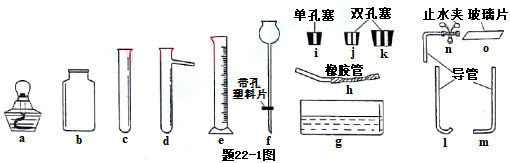 单孔塞 双孔塞 止水夹 玻璃片
i j k n o
橡胶管
h
导管
带孔
塑料片
a b c d e f g l m
题22-1图